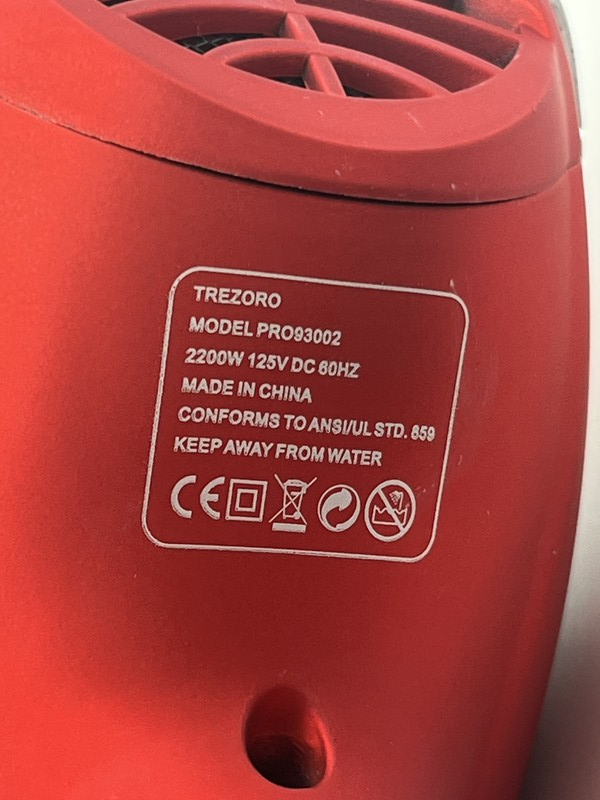 TREZORO
MODEL PRO93002
2200W 125V DC 60HZ
MADE IN CHINA
CONFORMS TO ANSI/UL STD. 859
KEEP AWAY FROM WATER
CE